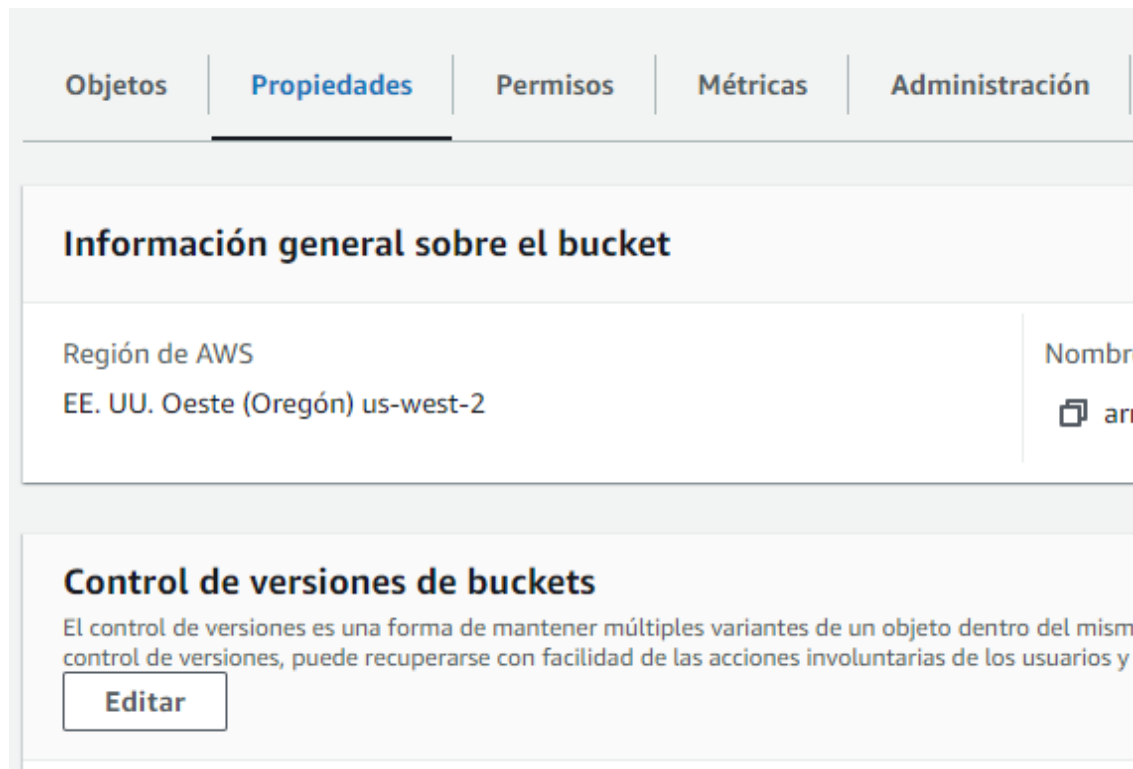 Objetos Propiedades Permisos Métricas Administración
Información general sobre el bucket
Región de AWS
EE. UU. Oeste (Oregón) us-west-2
Control de versiones de buckets
El control de versiones es una forma de mantener múltiples variantes de un objeto dentro del
control de versiones, puede recuperarse con facilidad de las acciones involuntarias de los usuarios y
Editar